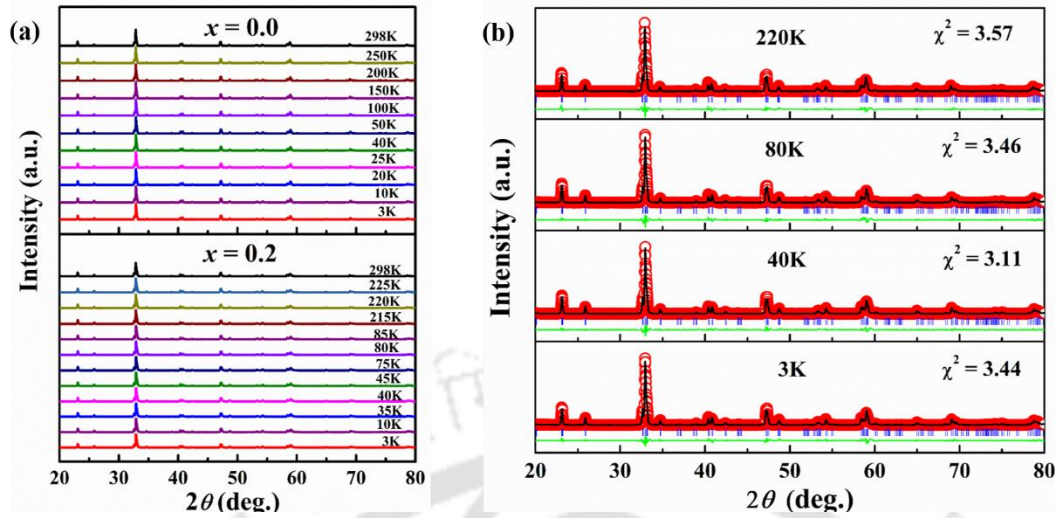 (a)
x = 0.0
298K
250K
200K
150K
100K
50K
40K
25K
20K
10K
3K
x = 0.2
298K
225K
220K
215K
85K
80K
75K
45K
40K
35K
10K
3K
Intensity (a.u.)
20 30 40 50 60 70 80
2θ (deg.)
(b)
220K χ² = 3.57
80K χ² = 3.46
40K χ² = 3.11
3K χ² = 3.44
Intensity (a.u.)
20 30 40 50 60 70 80
2θ (deg.)